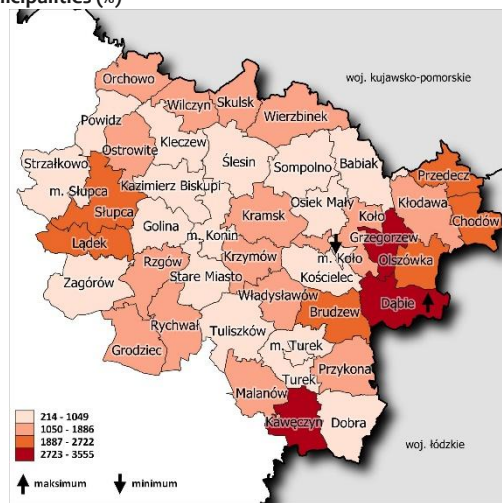 cipalities (%)
Orchowo
woj. kujawsko-pomorskie
Wilczyn
Skulsk
Wierzbinek
Powidz
Ostrowite
Kleczew
Ślesin
Sompolno
Babiak
Przedecz
Strzałkowo
m. Słupca
Kazimierz Biskupi
Osiek Mały
Kłodawa
Chodów
Słupca
Golina
Kramsk
Koło
Grzegorzew
Lądek
m. Konin
m. Koło
Olszówka
Rzgów
Krzymów
Kościelec
Zagórów
Stare Miasto
Władysławów
Dąbie
Brudzew
Rychwał
Tuliszków
Grodziec
m. Turek
Przykona
Turek
Malanów
Kawęczyn
Dobra
214 - 1049
1050 - 1886
1887 - 2722
2723 - 3555
woj. łódzkie
maksimum
minimum